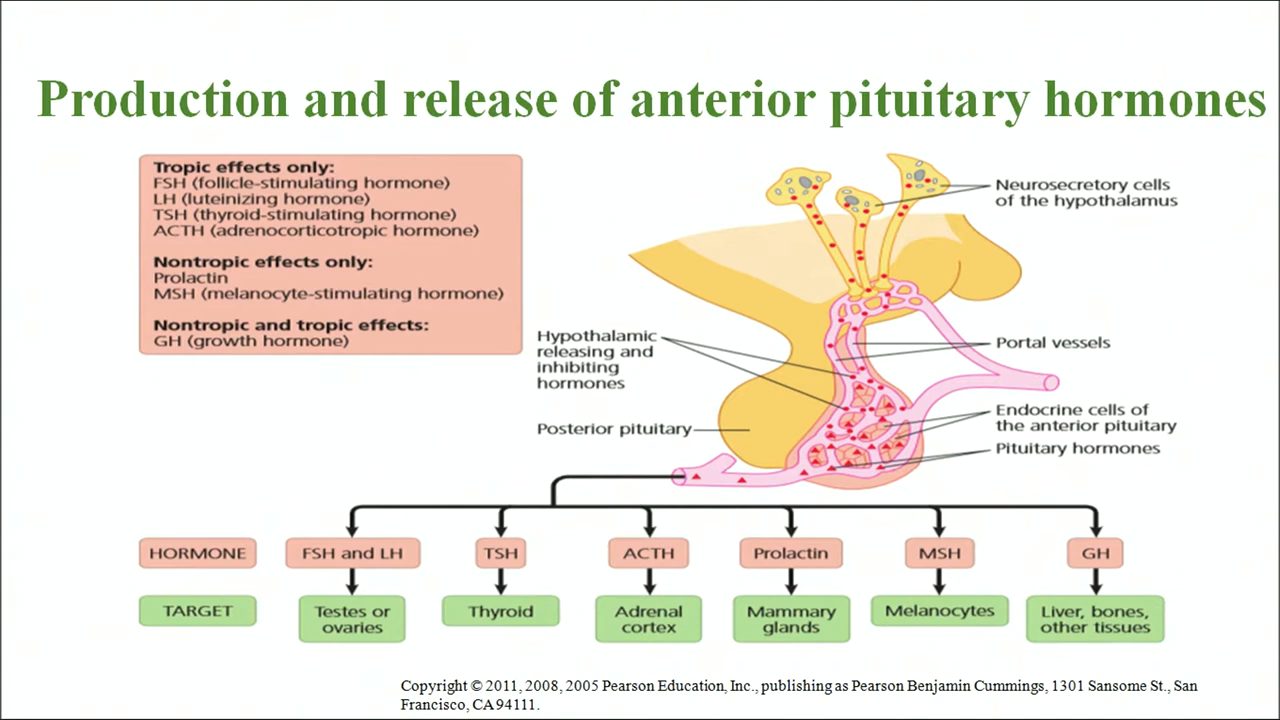 Production and release of anterior pituitary hormones
Tropic effects only:
FSH (follicle-stimulating hormone)
LH (luteinizing hormone)
TSH (thyroid-stimulating hormone)
ACTH (adrenocorticotropic hormone)
Nontropic effects only:
Prolactin
MSH (melanocyte-stimulating hormone)
Nontropic and tropic effects:
GH (growth hormone)
Neurosecretory cells
of the hypothalamus
Hypothalamic
releasing and
inhibiting
hormones
Portal vessels
Endocrine cells of
the anterior pituitary
Posterior pituitary
Pituitary hormones
HORMONE
FSH and LH
TSH
ACTH
Prolactin
MSH
GH
TARGET
Testes or
ovaries
Thyroid
Adrenal
cortex
Mammary
glands
Melanocytes
Liver, bones,
other tissues
Copyright © 2011, 2008, 2005 Pearson Education, Inc., publishing as Pearson Benjamin Cummings, 1301 Sansome St., San
Francisco, CA 94111.